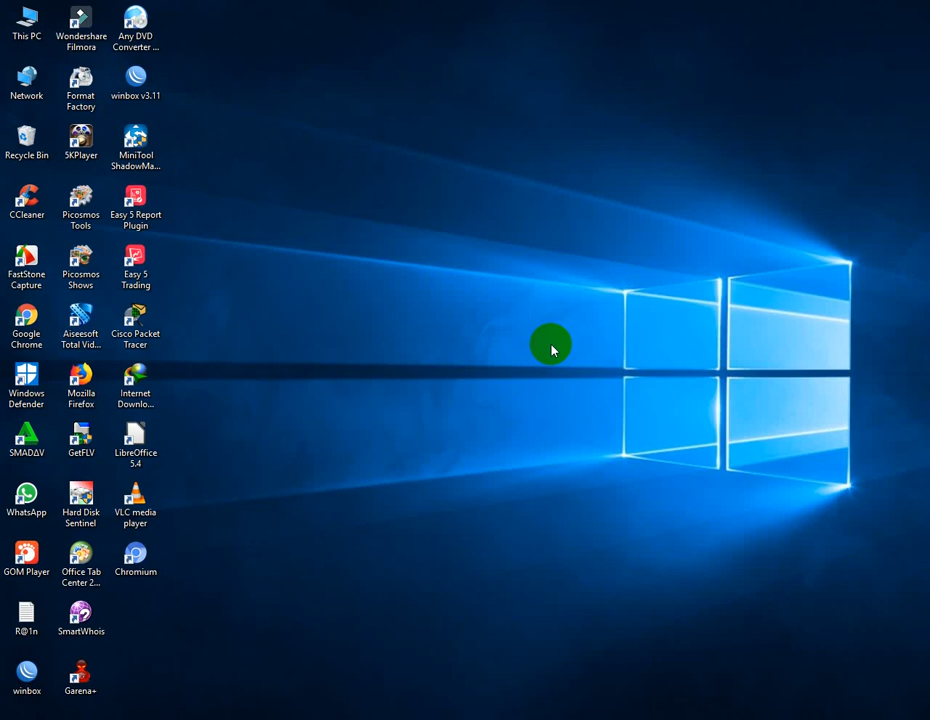 This PC
Wondershare
Filmora
Any DVD
Converter ...
Network
Format
Factory
winbox v3.11
Recycle Bin
5KPlayer
MiniTool
ShadowMa...
CCleaner
Picosmos
Tools
Easy 5 Report
Plugin
FastStone
Capture
Picosmos
Shows
Easy 5
Trading
Google
Chrome
Aiseesoft
Total Vid...
Cisco Packet
Tracer
Windows
Defender
Mozilla
Firefox
Internet
Downlo...
SMADΔV
GetFLV
LibreOffice
5.4
WhatsApp
Hard Disk
Sentinel
VLC media
player
GOM Player
Office Tab
Center 2...
Chromium
R@1n
SmartWhois
winbox
Garena+